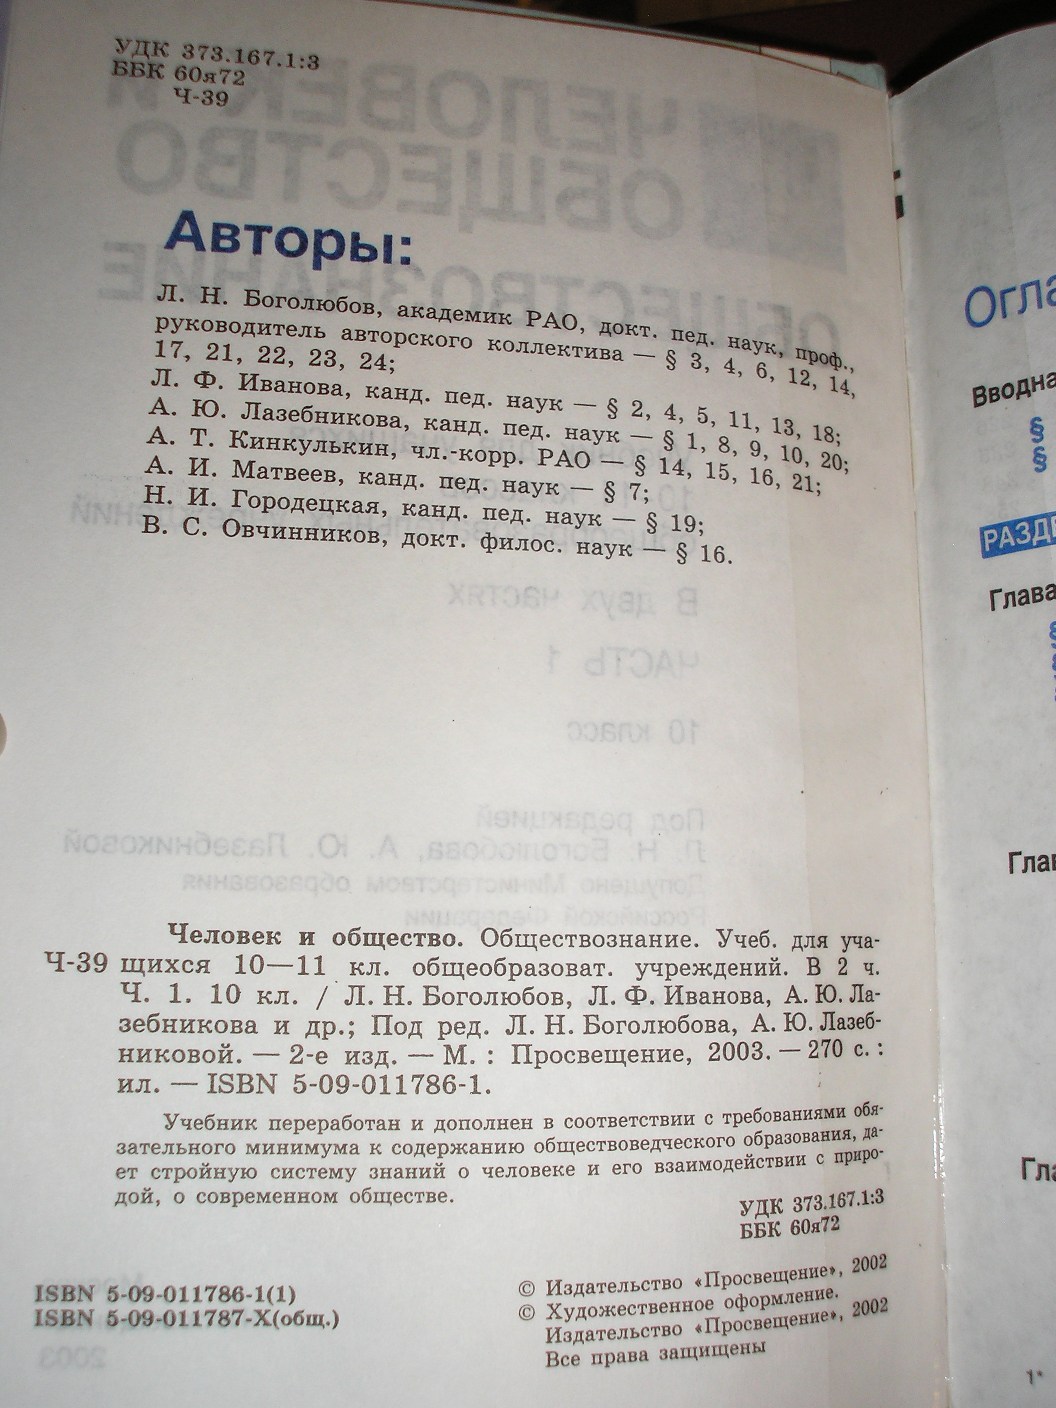 УДК 373.167.1:3
ББК 60я72
Ч-39
Авторы:
Л. Н. Боголюбов, академик РАО, докт. пед. наук, проф.,
руководитель авторского коллектива — § 3, 4, 6, 12, 14,
17, 21, 22, 23, 24;
Л. Ф. Иванова, канд. пед. наук — § 2, 4, 5, 11, 13, 18;
А. Ю. Лазебникова, канд. пед. наук — § 1, 8, 9, 10, 20;
А. Т. Кинкулькин, чл.-корр. РАО — § 14, 15, 16, 21;
А. И. Матвеев, канд. пед. наук — § 7;
Н. И. Городецкая, канд. пед. наук — § 19;
В. С. Овчинников, докт. филос. наук — § 16.
Человек и общество. Обществознание. Учеб. для уча-
Ч-39 щихся 10—11 кл. общеобразоват. учреждений. В 2 ч.
Ч. 1. 10 кл. / Л. Н. Боголюбов, Л. Ф. Иванова, А. Ю. Ла-
зебникова и др.; Под ред. Л. Н. Боголюбова, А. Ю. Лазеб-
никовой. — 2-е изд. — М. : Просвещение, 2003. — 270 с. :
ил. — ISBN 5-09-011786-1.
Учебник переработан и дополнен в соответствии с требованиями обя-
зательного минимума к содержанию обществоведческого образования, да-
ет стройную систему знаний о человеке и его взаимодействии с приро-
дой, о современном обществе.
УДК 373.167.1:3
ББК 60я72
ISBN 5-09-011786-1(1)
ISBN 5-09-011787-X(общ.)
© Издательство «Просвещение», 2002
© Художественное оформление.
Издательство «Просвещение», 2002
Все права защищены
Огла
Вводна
§
§
РАЗДЕ
Глава
Глав
Гла
1*